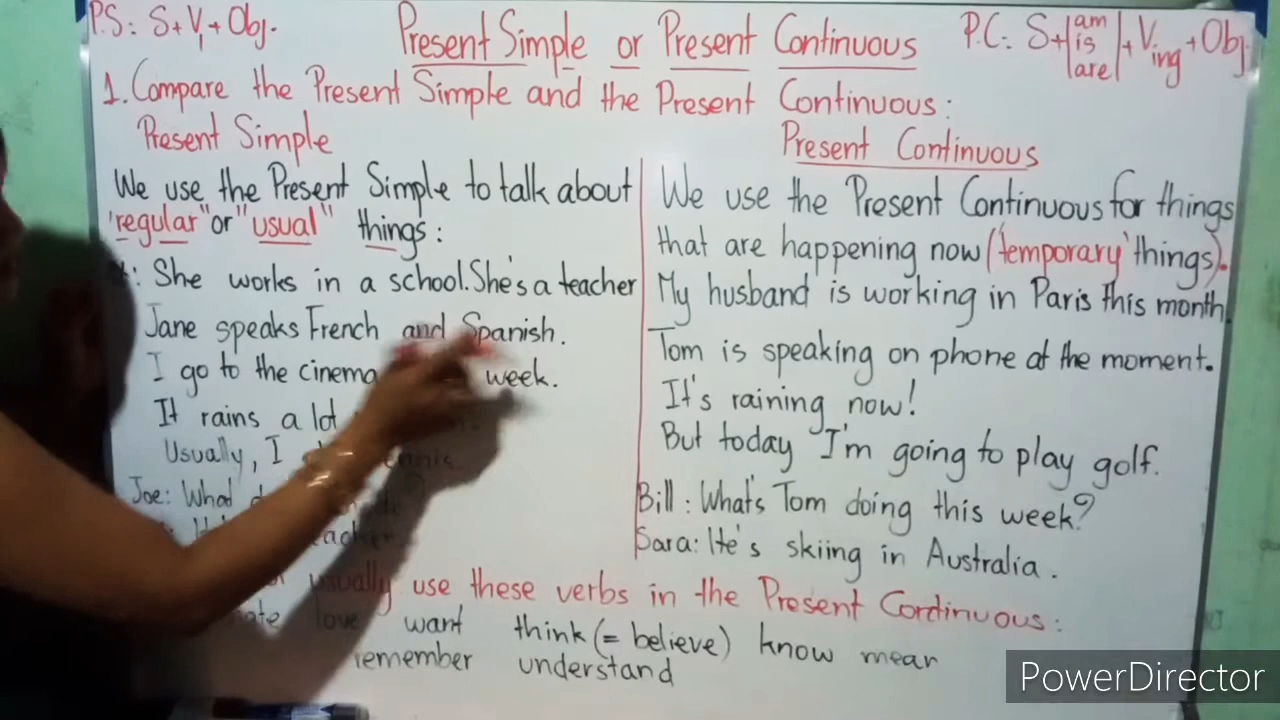 P.S: S+V1+Obj.
Present Simple or Present Continuous
P.C: S+|am is are|+Ving+Obj.
1. Compare the Present Simple and the Present Continuous:
Present Simple
We use the Present Simple to talk about
'regular" or "usual" things:
She works in a school. She's a teacher
Jane speaks French and Spanish.
I go to the cinema week.
It rains a lot
Usually, I
Joe: What
Present Continuous
We use the Present Continuous for things
that are happening now ('temporary' things).
My husband is working in Paris this month.
Tom is speaking on phone at the moment.
It's raining now!
But today I'm going to play golf.
Bill: What's Tom doing this week?
Sara: He's skiing in Australia.
usually use these verbs in the Present Continuous:
love want think (= believe) know mean
remember understand
PowerDirector